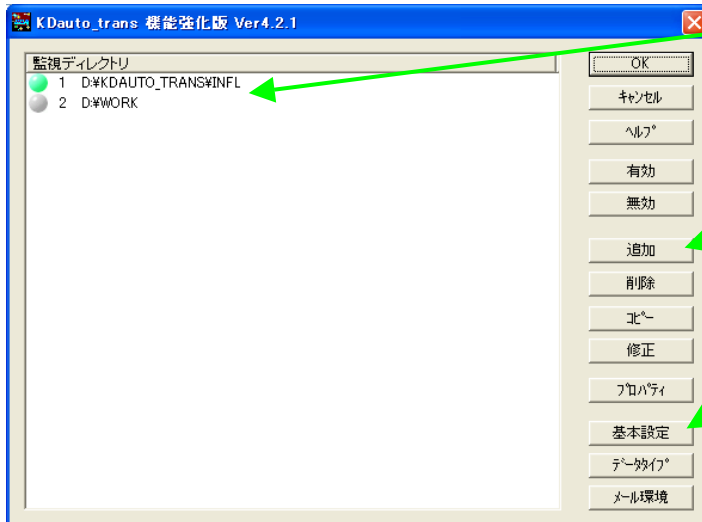 KDauto_trans 機能強化版 Ver4.2.1
監視ディレクトリ
1 D:¥KDAUTO_TRANS¥INFL
2 D:¥WORK
OK
ｷｬﾝｾﾙ
ﾍﾙﾌﾟ
有効
無効
追加
削除
ｺﾋﾟｰ
修正
ﾌﾟﾛﾊﾟﾃｨ
基本設定
ﾃﾞｰﾀﾀｲﾌﾟ
ﾒｰﾙ環境